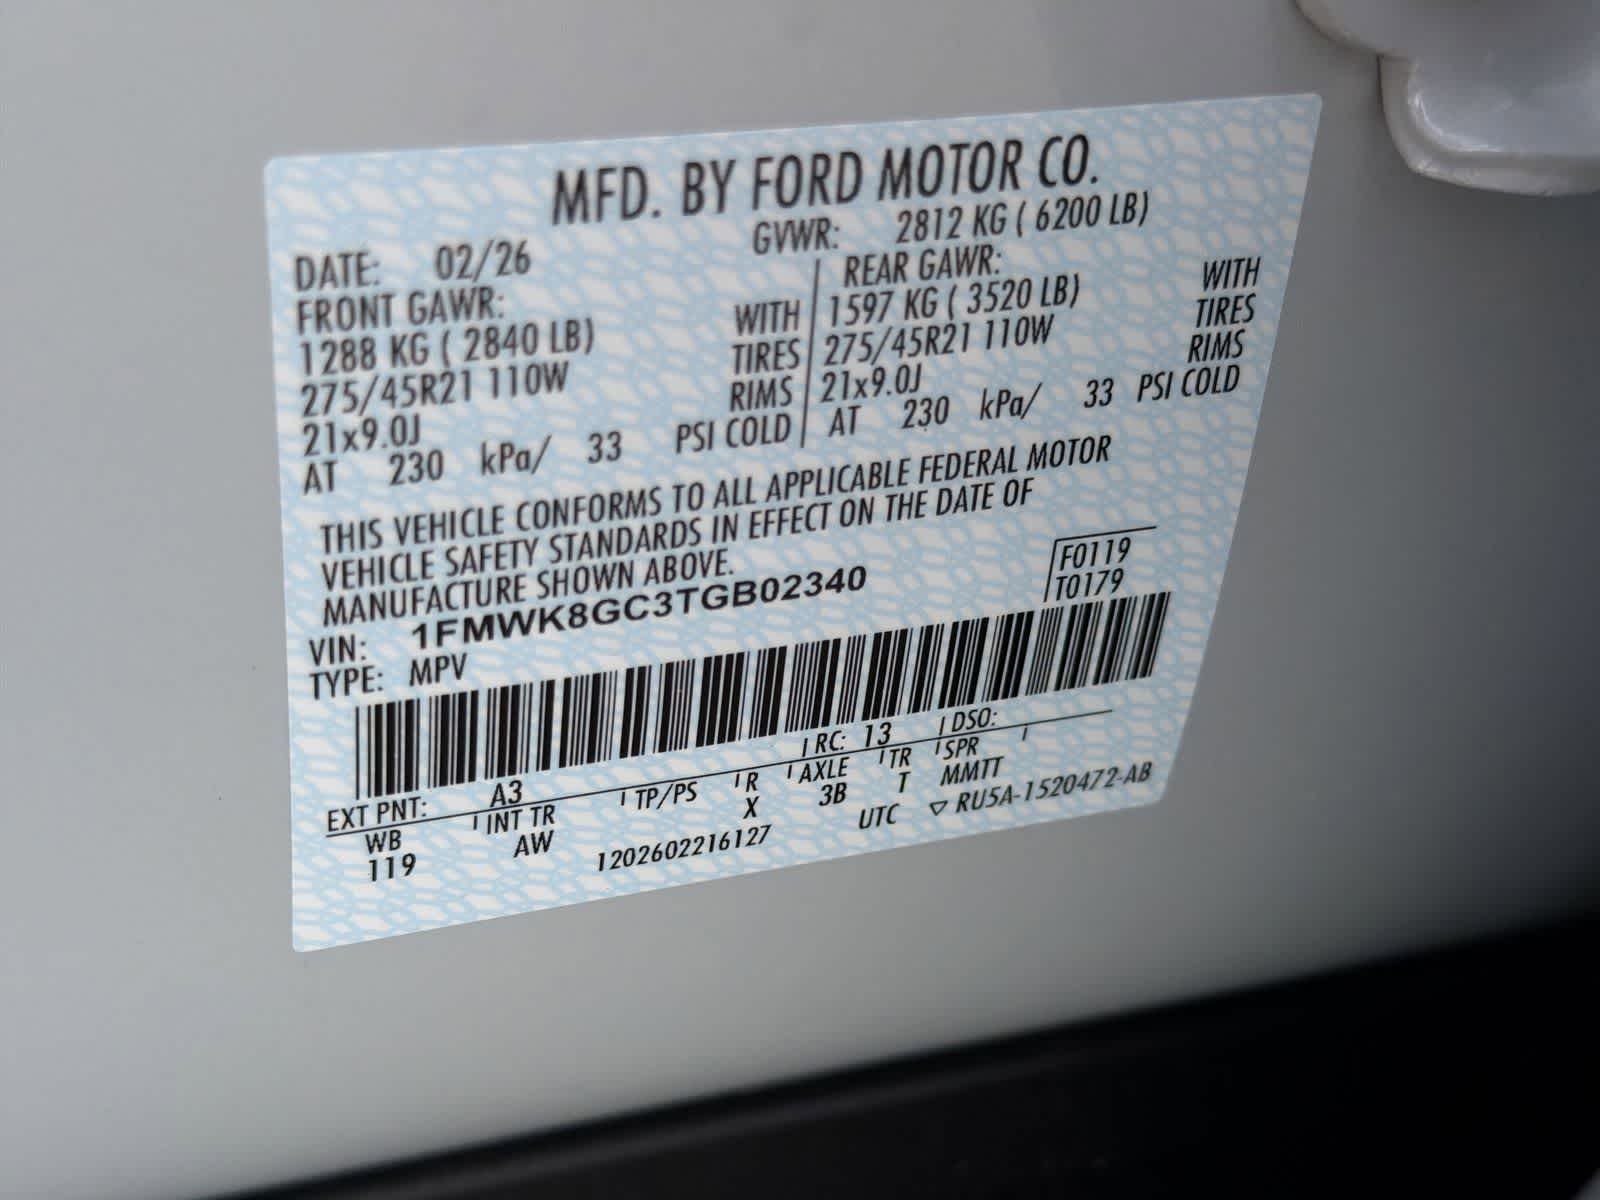 MFD. BY FORD MOTOR CO.
DATE: 02/26 GVWR: 2812 KG ( 6200 LB)
FRONT GAWR: REAR GAWR:
1288 KG ( 2840 LB) WITH 1597 KG ( 3520 LB) WITH
275/45R21 110W TIRES 275/45R21 110W TIRES
21x9.0J RIMS 21x9.0J RIMS
AT 230 kPa/ 33 PSI COLD AT 230 kPa/ 33 PSI COLD
THIS VEHICLE CONFORMS TO ALL APPLICABLE FEDERAL MOTOR
VEHICLE SAFETY STANDARDS IN EFFECT ON THE DATE OF
MANUFACTURE SHOWN ABOVE.
F0119
VIN: 1FMWK8GC3TGB02340 T0179
TYPE: MPV
EXT PNT: A3 RC: 13 DSO:
WB INT TR TP/PS R AXLE TR SPR
119 AW X 3B T MMTT
1202602216127 UTC ▽ RU5A-1520472-AB